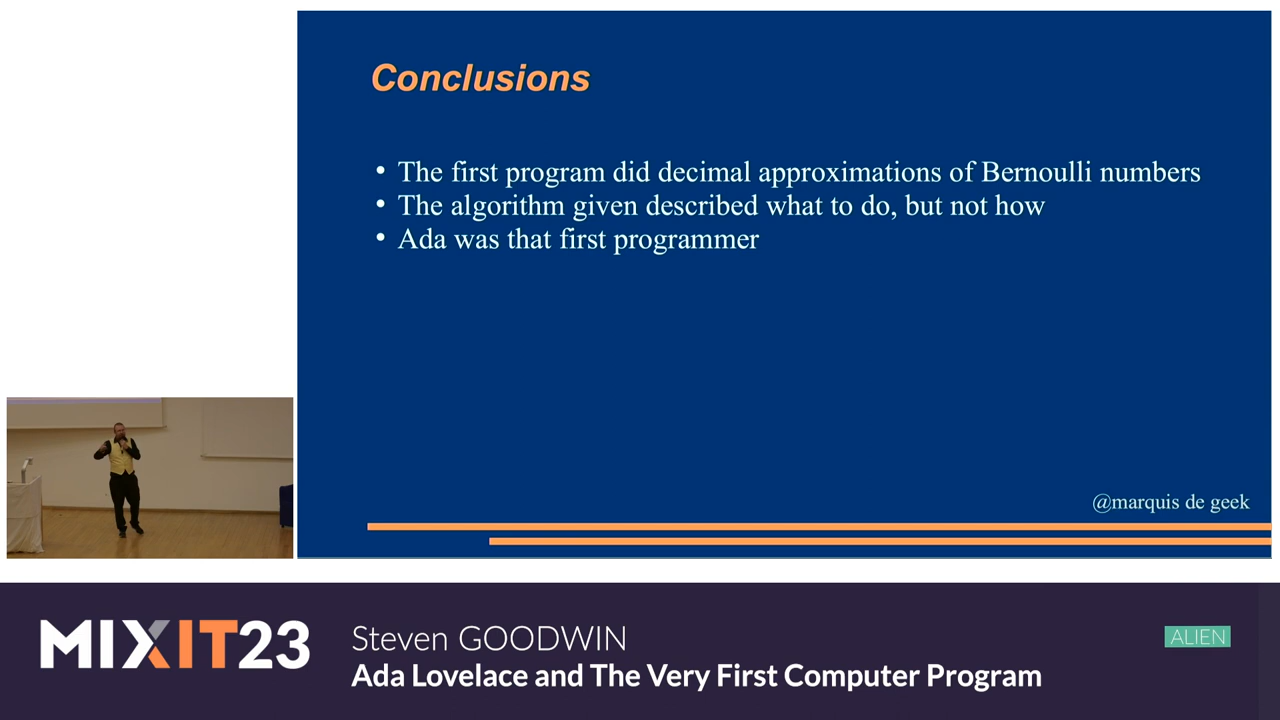 Conclusions
• The first program did decimal approximations of Bernoulli numbers
• The algorithm given described what to do, but not how
• Ada was that first programmer
@marquis de geek
MIXIT23
Steven GOODWIN
ALIEN
Ada Lovelace and The Very First Computer Program